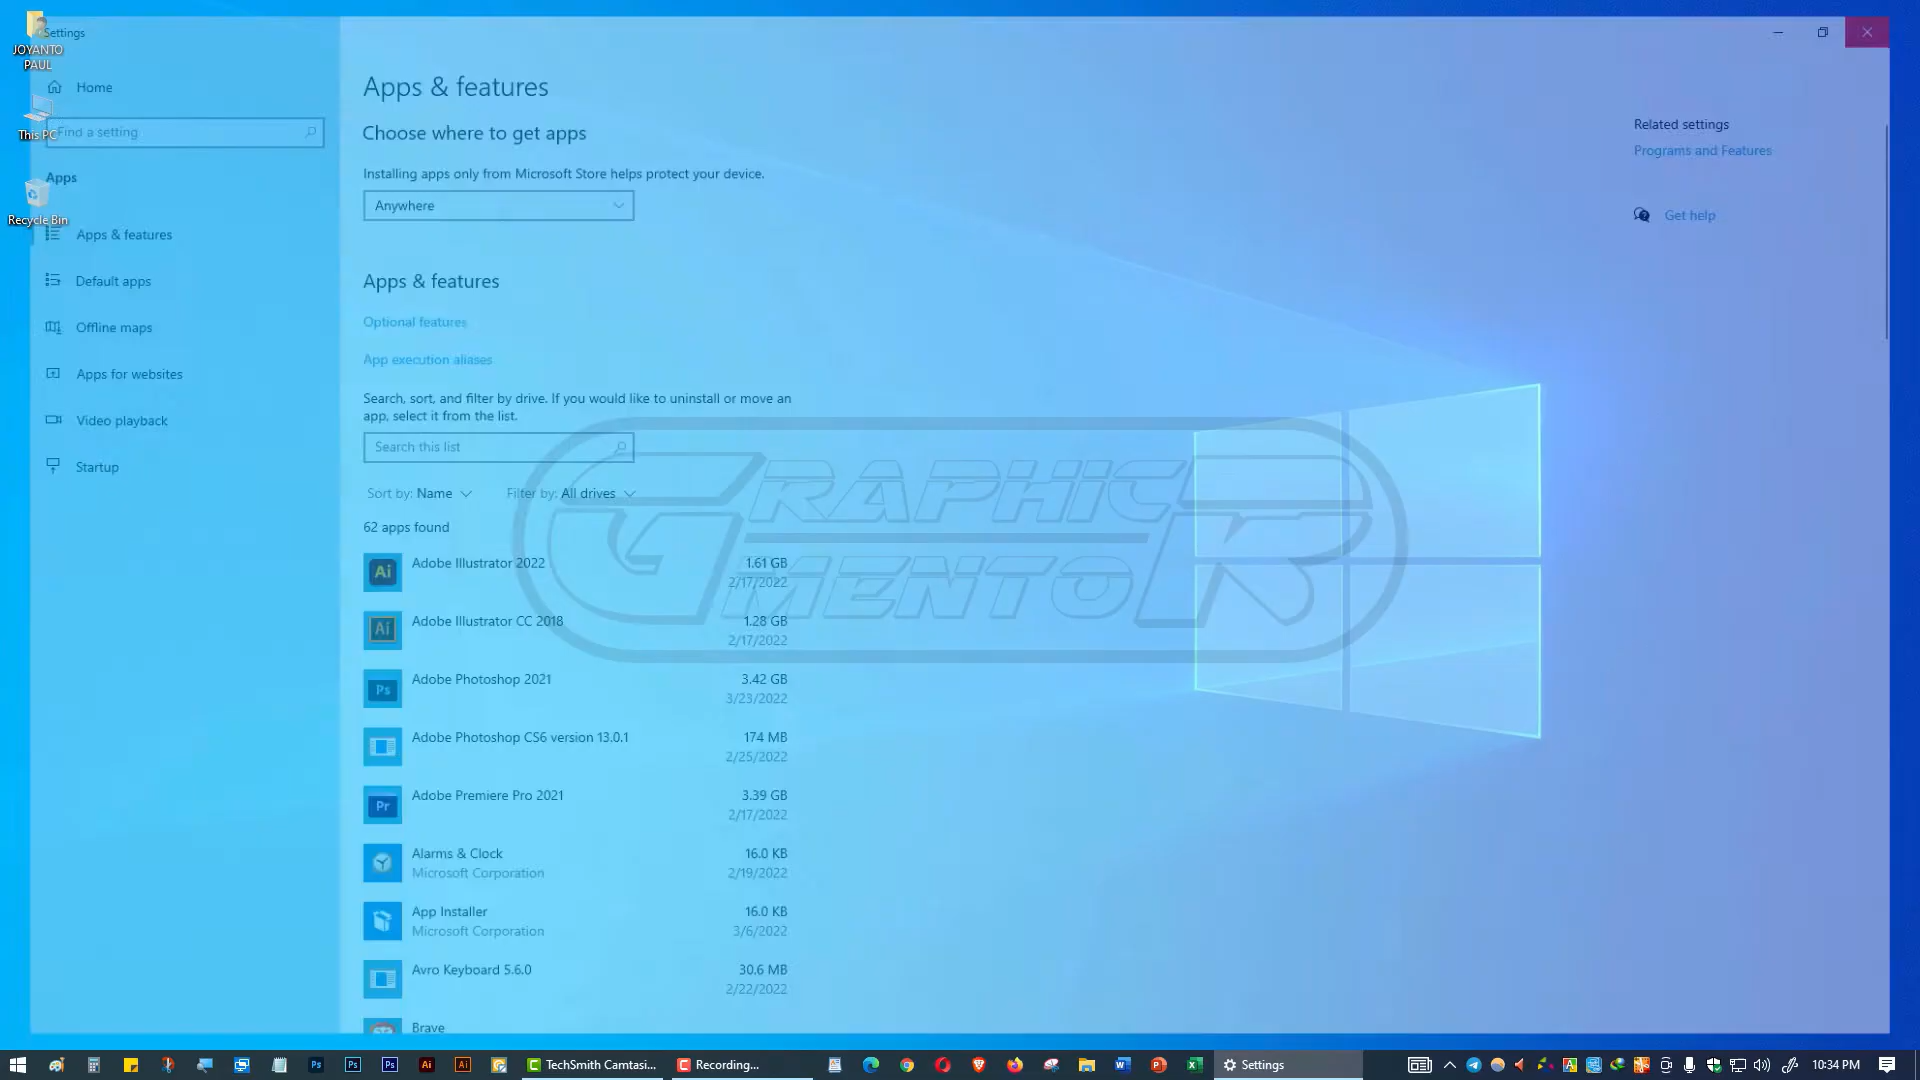 JOYANTO
PAUL
Settings
Home
This PC
Find a setting
Apps
Recycle Bin
Apps & features
Default apps
Offline maps
Apps for websites
Video playback
Startup
Apps & features
Choose where to get apps
Installing apps only from Microsoft Store helps protect your device.
Anywhere
Apps & features
Optional features
App execution aliases
Search, sort, and filter by drive. If you would like to uninstall or move an
app, select it from the list.
Search this list
Sort by: Name
Filter by: All drives
62 apps found
Ai
Adobe Illustrator 2022
1.61 GB
2/17/2022
Ai
Adobe Illustrator CC 2018
1.28 GB
2/17/2022
Ps
Adobe Photoshop 2021
3.42 GB
3/23/2022
Adobe Photoshop CS6 version 13.0.1
174 MB
2/25/2022
Pr
Adobe Premiere Pro 2021
3.39 GB
2/17/2022
Alarms & Clock
Microsoft Corporation
16.0 KB
2/19/2022
App Installer
Microsoft Corporation
16.0 KB
3/6/2022
Avro Keyboard 5.6.0
30.6 MB
2/22/2022
Brave
Related settings
Programs and Features
Get help
GRAPHIC
MENTOR
Ps
Ps
Ps
Ai
Ai
TechSmith Camtasi...
Recording...
Settings
10:34 PM